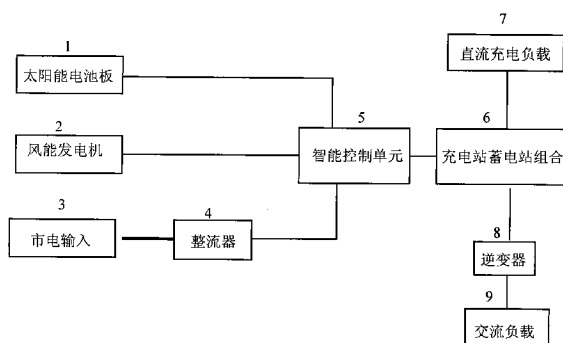 1
太阳能电池板
2
风能发电机
3
市电输入
4
整流器
5
智能控制单元
6
充电站蓄电站组合
7
直流充电负载
8
逆变器
9
交流负载